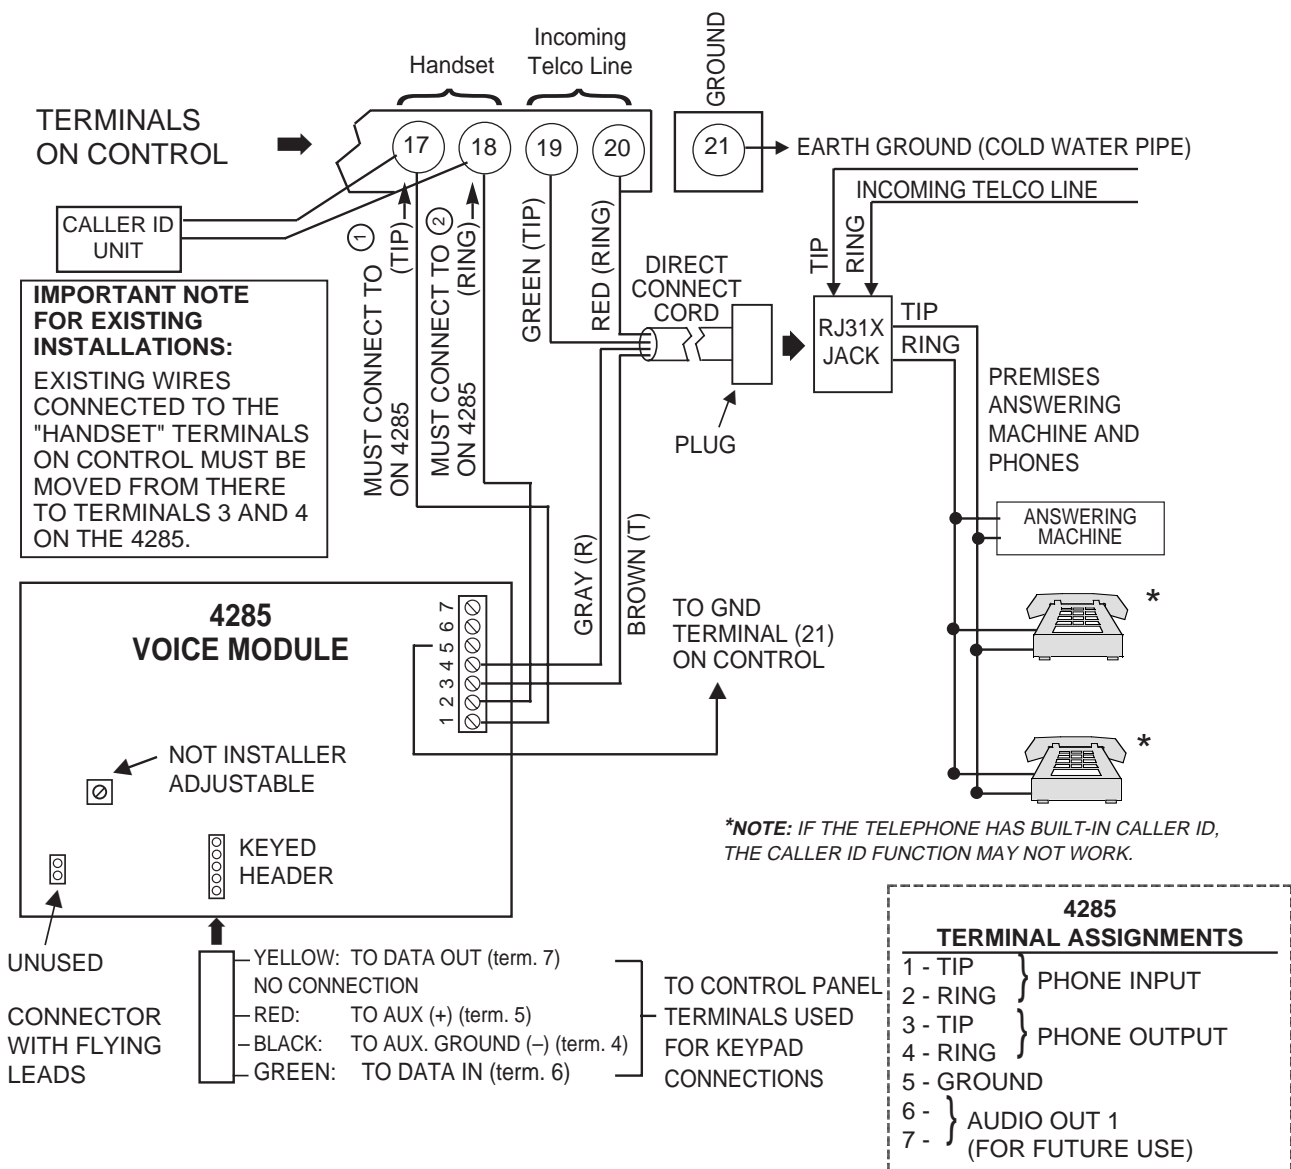 Handset
Incoming
Telco Line
GROUND
TERMINALS
ON CONTROL
17
18
19
20
21
EARTH GROUND (COLD WATER PIPE)
INCOMING TELCO LINE
TIP
RING
CALLER ID
UNIT
1
(TIP)
MUST CONNECT TO
ON 4285
2
(RING)
MUST CONNECT TO
ON 4285
GREEN (TIP)
RED (RING)
DIRECT
CONNECT
CORD
PLUG
RJ31X
JACK
TIP
RING
IMPORTANT NOTE
FOR EXISTING
INSTALLATIONS:
EXISTING WIRES
CONNECTED TO THE
"HANDSET" TERMINALS
ON CONTROL MUST BE
MOVED FROM THERE
TO TERMINALS 3 AND 4
ON THE 4285.
PREMISES
ANSWERING
MACHINE AND
PHONES
ANSWERING
MACHINE
*
*
GRAY (R)
BROWN (T)
TO GND
TERMINAL (21)
ON CONTROL
4285
VOICE MODULE
1 2 3 4 5 6 7
NOT INSTALLER
ADJUSTABLE
KEYED
HEADER
UNUSED
*NOTE: IF THE TELEPHONE HAS BUILT-IN CALLER ID,
THE CALLER ID FUNCTION MAY NOT WORK.
CONNECTOR
WITH FLYING
LEADS
YELLOW: TO DATA OUT (term. 7)
NO CONNECTION
RED: TO AUX (+) (term. 5)
BLACK: TO AUX. GROUND (–) (term. 4)
GREEN: TO DATA IN (term. 6)
TO CONTROL PANEL
TERMINALS USED
FOR KEYPAD
CONNECTIONS
4285
TERMINAL ASSIGNMENTS
1 - TIP
2 - RING
PHONE INPUT
3 - TIP
4 - RING
PHONE OUTPUT
5 - GROUND
6 -
7 -
AUDIO OUT 1
(FOR FUTURE USE)